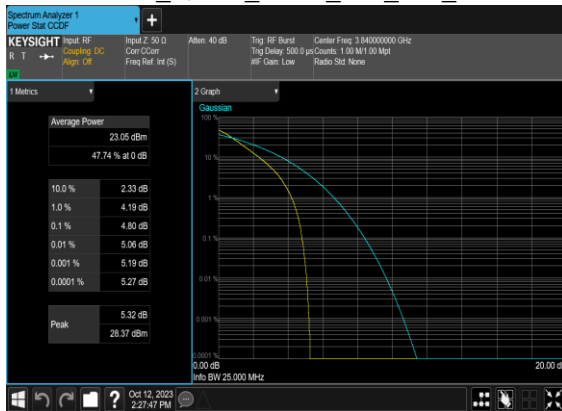 Spectrum Analyzer 1
Power Stat CCDF
+
KEYSIGHT
R T
LV
Input: RF
Coupling: DC
Align: Off
Input Z: 50 Ω
Corr CCorr
Freq Ref: Int (S)
Atten: 40 dB
Trig: RF Burst
Trig Delay: 500.0 µs
#IF Gain: Low
Center Freq: 3.840000000 GHz
Counts: 1.00 M/1.00 Mpt
Radio Std: None
1 Metrics
Average Power
23.05 dBm
47.74 % at 0 dB
10.0 % 2.33 dB
1.0 % 4.19 dB
0.1 % 4.80 dB
0.01 % 5.06 dB
0.001 % 5.19 dB
0.0001 % 5.27 dB
Peak
5.32 dB
28.37 dBm
2 Graph
Gaussian
100 %
10 %
1 %
0.1 %
0.01 %
0.001 %
0.0001 %
0.00 dB
20.00 dB
Info BW 25.000 MHz
?
Oct 12, 2023
2:27:47 PM